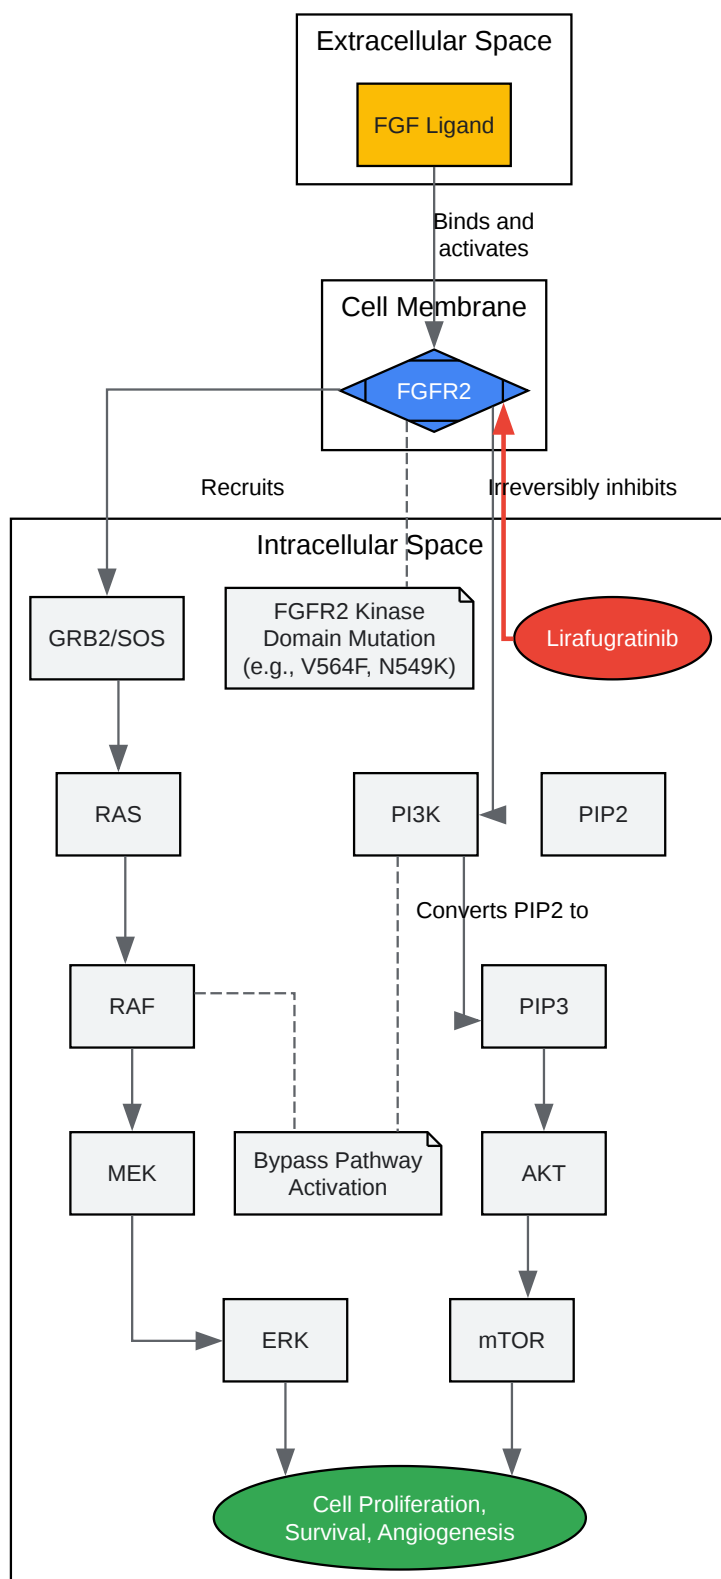 Extracellular Space
FGF Ligand
Binds and
activates
Cell Membrane
FGFR2
Recruits
Irreversibly inhibits
Intracellular Space
GRB2/SOS
FGFR2 Kinase
Domain Mutation
(e.g., V564F, N549K)
Lirafugratinib
RAS
PI3K
PIP2
Converts PIP2 to
RAF
PIP3
MEK
Bypass Pathway
Activation
AKT
ERK
mTOR
Cell Proliferation,
Survival, Angiogenesis